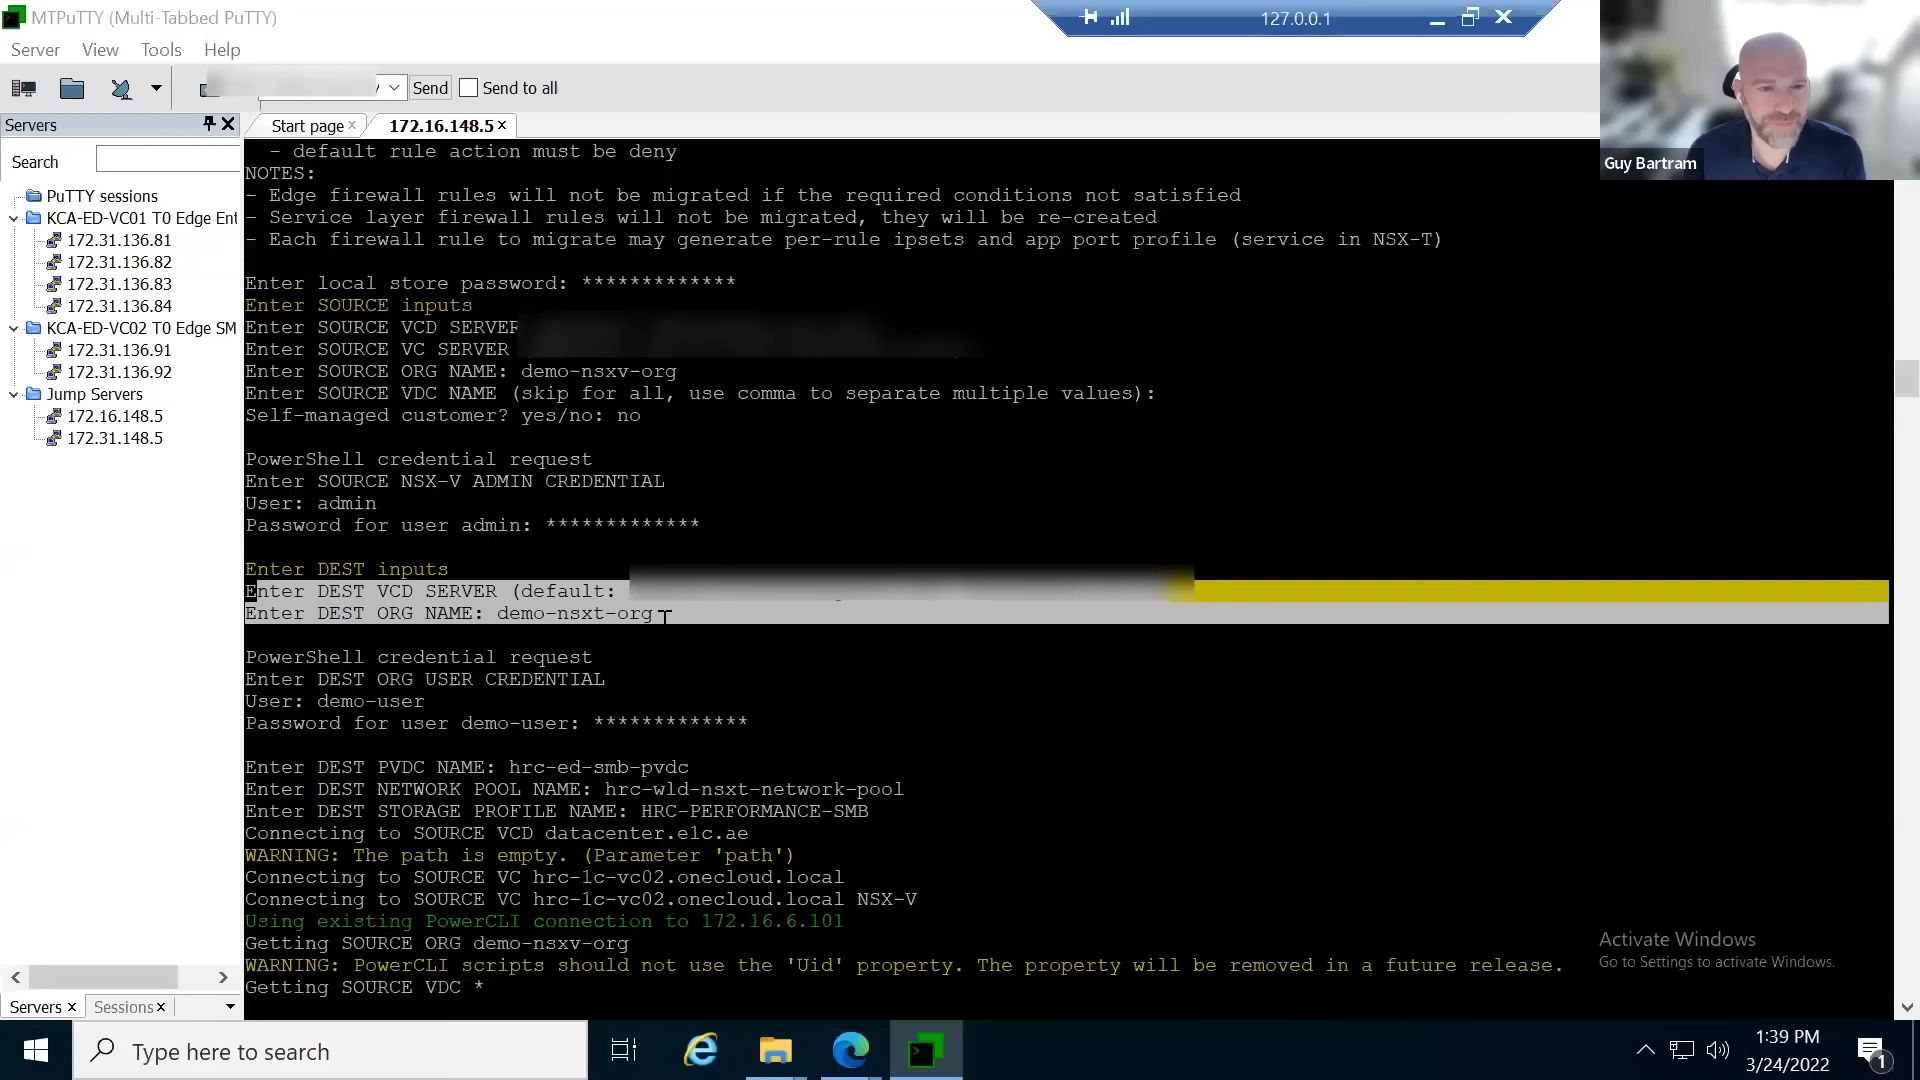 MTPuTTY (Multi-Tabbed PuTTY)
127.0.0.1
Server View Tools Help
Send Send to all
Guy Bartram
Servers
Search
PuTTY sessions
KCA-ED-VC01 T0 Edge Ent
172.31.136.81
172.31.136.82
172.31.136.83
172.31.136.84
KCA-ED-VC02 T0 Edge SM
172.31.136.91
172.31.136.92
Jump Servers
172.16.148.5
172.31.148.5
Servers Sessions
Start page 172.16.148.5
- default rule action must be deny
NOTES:
- Edge firewall rules will not be migrated if the required conditions not satisfied
- Service layer firewall rules will not be migrated, they will be re-created
- Each firewall rule to migrate may generate per-rule ipsets and app port profile (service in NSX-T)
Enter local store password: *************
Enter SOURCE inputs
Enter SOURCE VCD SERVER
Enter SOURCE VC SERVER
Enter SOURCE ORG NAME: demo-nsxv-org
Enter SOURCE VDC NAME (skip for all, use comma to separate multiple values):
Self-managed customer? yes/no: no
PowerShell credential request
Enter SOURCE NSX-V ADMIN CREDENTIAL
User: admin
Password for user admin: *************
Enter DEST inputs
Enter DEST VCD SERVER (default:
Enter DEST ORG NAME: demo-nsxt-org
PowerShell credential request
Enter DEST ORG USER CREDENTIAL
User: demo-user
Password for user demo-user: *************
Enter DEST PVDC NAME: hrc-ed-smb-pvdc
Enter DEST NETWORK POOL NAME: hrc-wld-nsxt-network-pool
Enter DEST STORAGE PROFILE NAME: HRC-PERFORMANCE-SMB
Connecting to SOURCE VCD datacenter.e1c.ae
WARNING: The path is empty. (Parameter 'path')
Connecting to SOURCE VC hrc-1c-vc02.onecloud.local
Connecting to SOURCE VC hrc-1c-vc02.onecloud.local NSX-V
Using existing PowerCLI connection to 172.16.6.101
Getting SOURCE ORG demo-nsxv-org
WARNING: PowerCLI scripts should not use the 'Uid' property. The property will be removed in a future release.
Getting SOURCE VDC *
Activate Windows
Go to Settings to activate Windows.
Type here to search
1:39 PM
3/24/2022
1